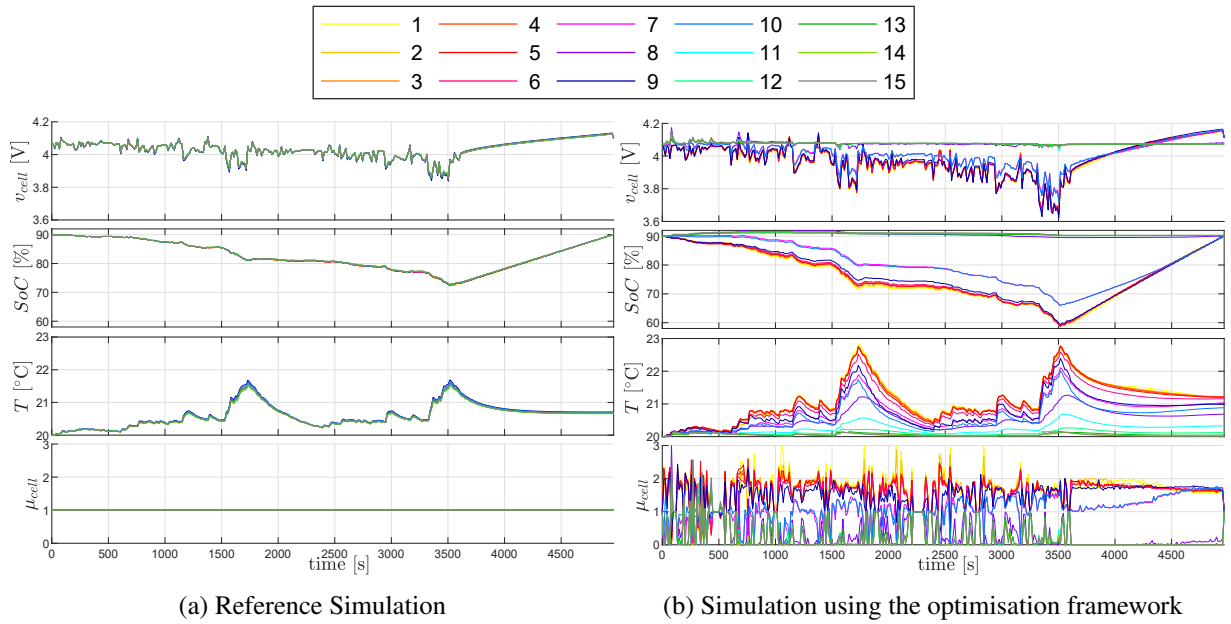 1 4 7 10 13
2 5 8 11 14
3 6 9 12 15
4.2
4
3.8
3.6
v_cell [V]
90
80
70
60
SoC [%]
23
22
21
20
T [°C]
3
2
1
0
μ_cell
0 500 1000 1500 2000 2500 3000 3500 4000 4500
time [s]
(a) Reference Simulation
4.2
4
3.8
3.6
v_cell [V]
90
80
70
60
SoC [%]
23
22
21
20
T [°C]
3
2
1
0
μ_cell
0 500 1000 1500 2000 2500 3000 3500 4000 4500
time [s]
(b) Simulation using the optimisation framework